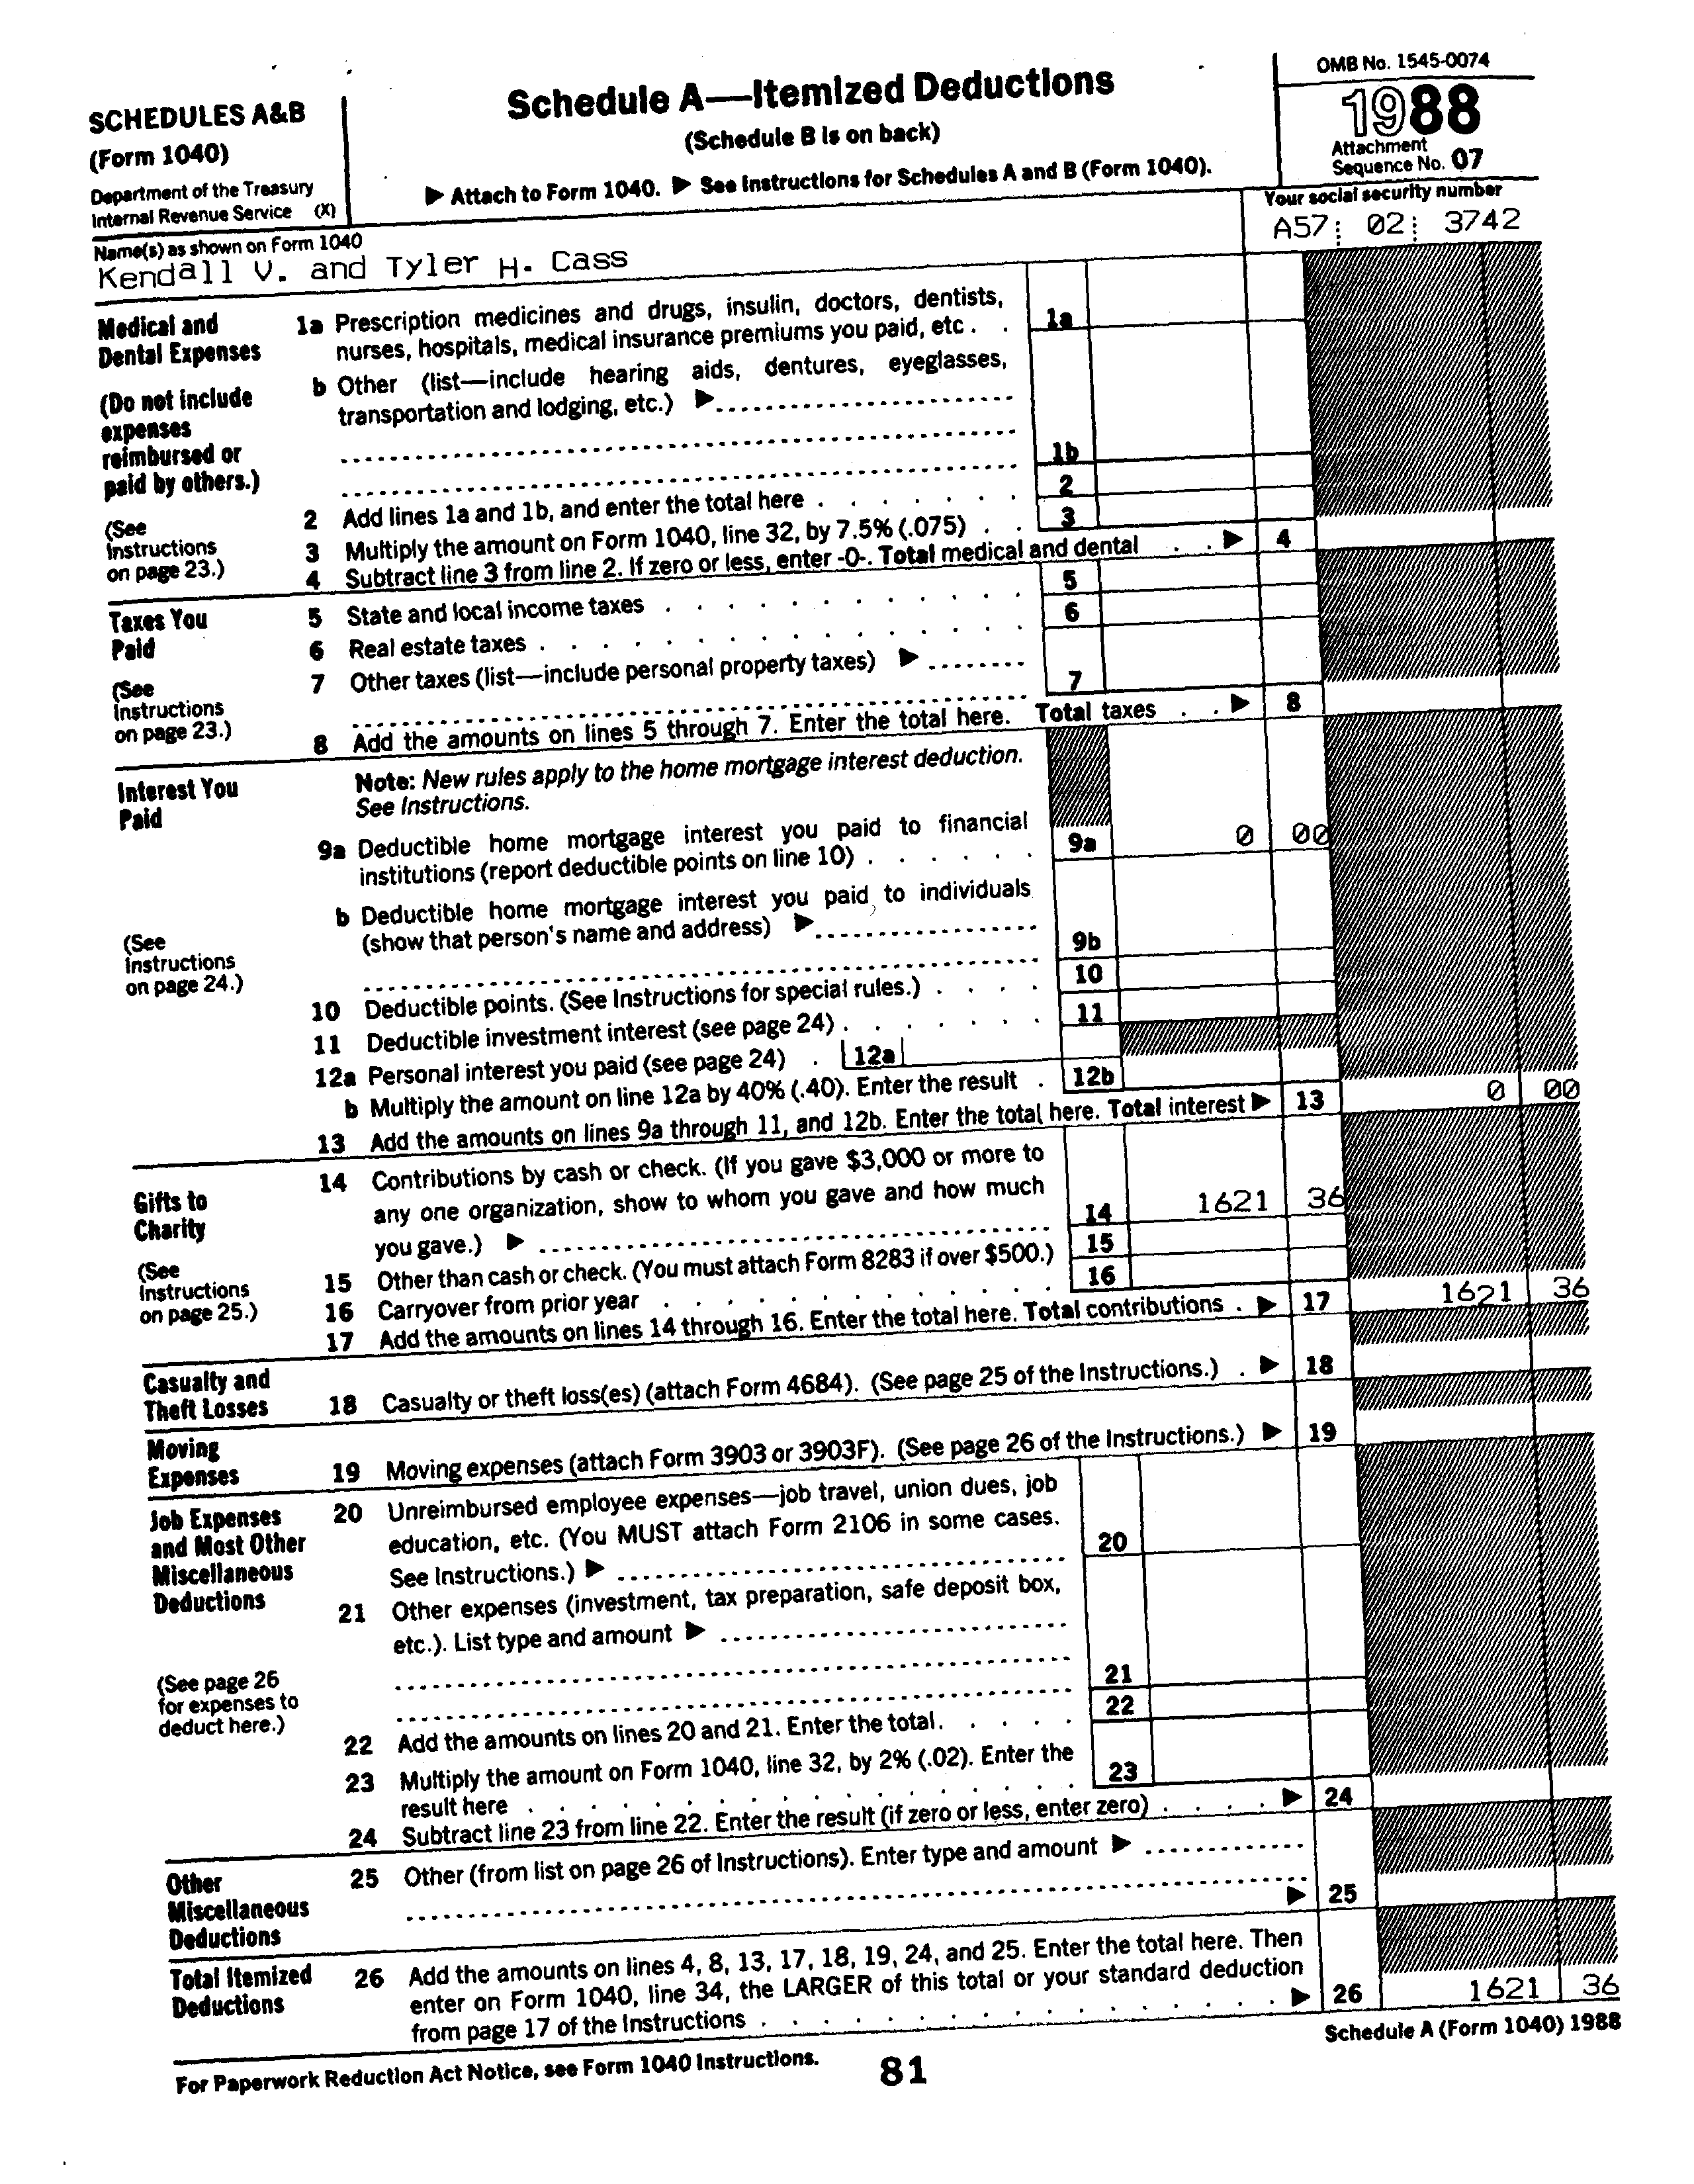 SCHEDULES A&B
(Form 1040)
Department of the Treasury
Internal Revenue Service (X)
Schedule A—Itemized Deductions
(Schedule B is on back)
▶ Attach to Form 1040. ▶ See Instructions for Schedules A and B (Form 1040).
OMB No. 1545-0074
1988
Attachment
Sequence No. 07
Name(s) as shown on Form 1040
Kendall V. and Tyler H. Cass
Your social security number
A57 02 3742
Medical and
Dental Expenses
(Do not include
expenses
reimbursed or
paid by others.)
(See
Instructions
on page 23.)
1a Prescription medicines and drugs, insulin, doctors, dentists,
nurses, hospitals, medical insurance premiums you paid, etc . . 1a
b Other (list—include hearing aids, dentures, eyeglasses,
transportation and lodging, etc.) ▶
1b
2 Add lines 1a and 1b, and enter the total here . . . . . . . 2
3 Multiply the amount on Form 1040, line 32, by 7.5% (.075) . . 3
4 Subtract line 3 from line 2. If zero or less, enter -0-. Total medical and dental . . ▶ 4
Taxes You
Paid
(See
Instructions
on page 23.)
5 State and local income taxes . . . . . . . . . . . . 5
6 Real estate taxes . . . . . . . . . . . . . . . . 6
7 Other taxes (list—include personal property taxes) ▶
7
8 Add the amounts on lines 5 through 7. Enter the total here. Total taxes . . ▶ 8
Interest You
Paid
(See
Instructions
on page 24.)
Note: New rules apply to the home mortgage interest deduction.
See Instructions.
9a Deductible home mortgage interest you paid to financial
institutions (report deductible points on line 10) . . . . . . 9a 0 00
b Deductible home mortgage interest you paid to individuals
(show that person's name and address) ▶
9b
10 Deductible points. (See Instructions for special rules.) . . . . 10
11 Deductible investment interest (see page 24) . . . . . . . 11
12a Personal interest you paid (see page 24) . 12a
b Multiply the amount on line 12a by 40% (.40). Enter the result . 12b
13 Add the amounts on lines 9a through 11, and 12b. Enter the total here. Total interest ▶ 13 0 00
Gifts to
Charity
(See
Instructions
on page 25.)
14 Contributions by cash or check. (If you gave $3,000 or more to
any one organization, show to whom you gave and how much
you gave.) ▶ 14 1621 36
15 Other than cash or check. (You must attach Form 8283 if over $500.) 15
16 Carryover from prior year . . . . . . . . . . . . . 16
17 Add the amounts on lines 14 through 16. Enter the total here. Total contributions . ▶ 17 1621 36
Casualty and
Theft Losses
18 Casualty or theft loss(es) (attach Form 4684). (See page 25 of the Instructions.) . ▶ 18
Moving
Expenses
19 Moving expenses (attach Form 3903 or 3903F). (See page 26 of the Instructions.) ▶ 19
Job Expenses
and Most Other
Miscellaneous
Deductions
(See page 26
for expenses to
deduct here.)
20 Unreimbursed employee expenses—job travel, union dues, job
education, etc. (You MUST attach Form 2106 in some cases.
See Instructions.) ▶ 20
21 Other expenses (investment, tax preparation, safe deposit box,
etc.). List type and amount ▶
21
22 Add the amounts on lines 20 and 21. Enter the total. . . . . 22
23 Multiply the amount on Form 1040, line 32, by 2% (.02). Enter the
result here . . . . . . . . . . . . . . . . . . 23
24 Subtract line 23 from line 22. Enter the result (if zero or less, enter zero) . . . . ▶ 24
Other
Miscellaneous
Deductions
25 Other (from list on page 26 of Instructions). Enter type and amount ▶
▶ 25
Total Itemized
Deductions
26 Add the amounts on lines 4, 8, 13, 17, 18, 19, 24, and 25. Enter the total here. Then
enter on Form 1040, line 34, the LARGER of this total or your standard deduction
from page 17 of the Instructions . . . . . . . . . . . . . ▶ 26 1621 36
For Paperwork Reduction Act Notice, see Form 1040 Instructions.
81
Schedule A (Form 1040) 1988